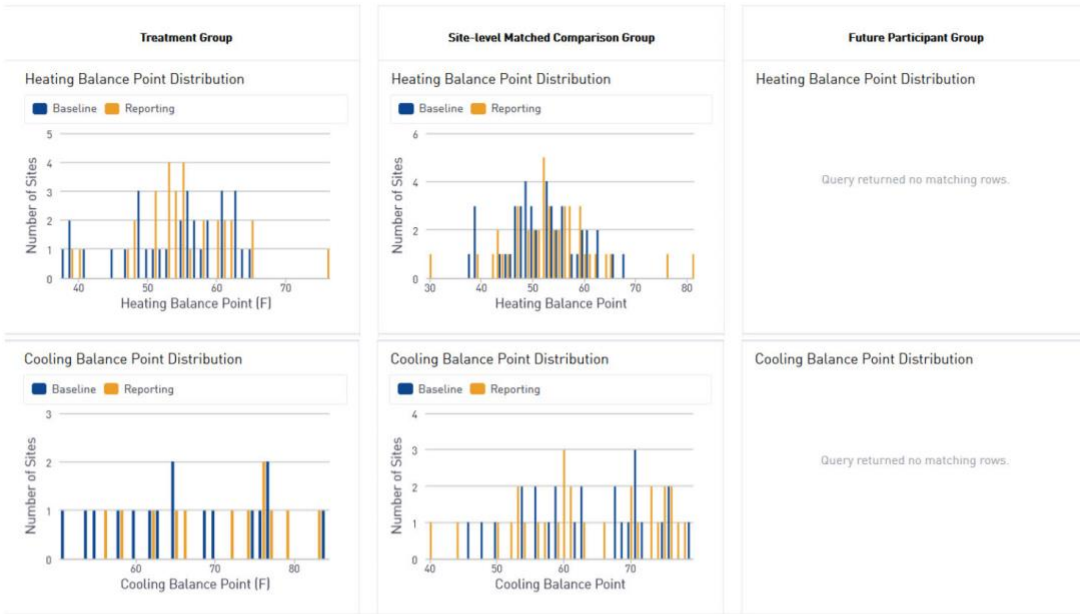 Treatment Group
Site-level Matched Comparison Group
Future Participant Group
Heating Balance Point Distribution
Baseline Reporting
5
4
3
2
1
0
Number of Sites
40 50 60 70
Heating Balance Point (F)
Heating Balance Point Distribution
Baseline Reporting
6
4
2
0
Number of Sites
30 40 50 60 70 80
Heating Balance Point
Heating Balance Point Distribution
Query returned no matching rows.
Cooling Balance Point Distribution
Baseline Reporting
3
2
1
0
Number of Sites
60 70 80
Cooling Balance Point (F)
Cooling Balance Point Distribution
Baseline Reporting
4
3
2
1
0
Number of Sites
40 50 60 70
Cooling Balance Point
Cooling Balance Point Distribution
Query returned no matching rows.